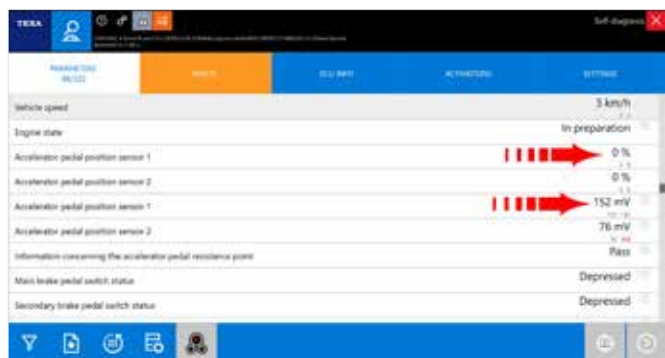 TEXA
Self-diagnosis
PARAMETERS
FAULTS
ECU INFO
ACTIVATIONS
SETTINGS
Vehicle speed 3 km/h
Engine state In preparation
Accelerator pedal position sensor 1 0 %
Accelerator pedal position sensor 2 0 %
Accelerator pedal position sensor 1 152 mV
Accelerator pedal position sensor 2 76 mV
Information concerning the accelerator pedal resistance point Pass
Main brake pedal switch status Depressed
Secondary brake pedal switch status Depressed